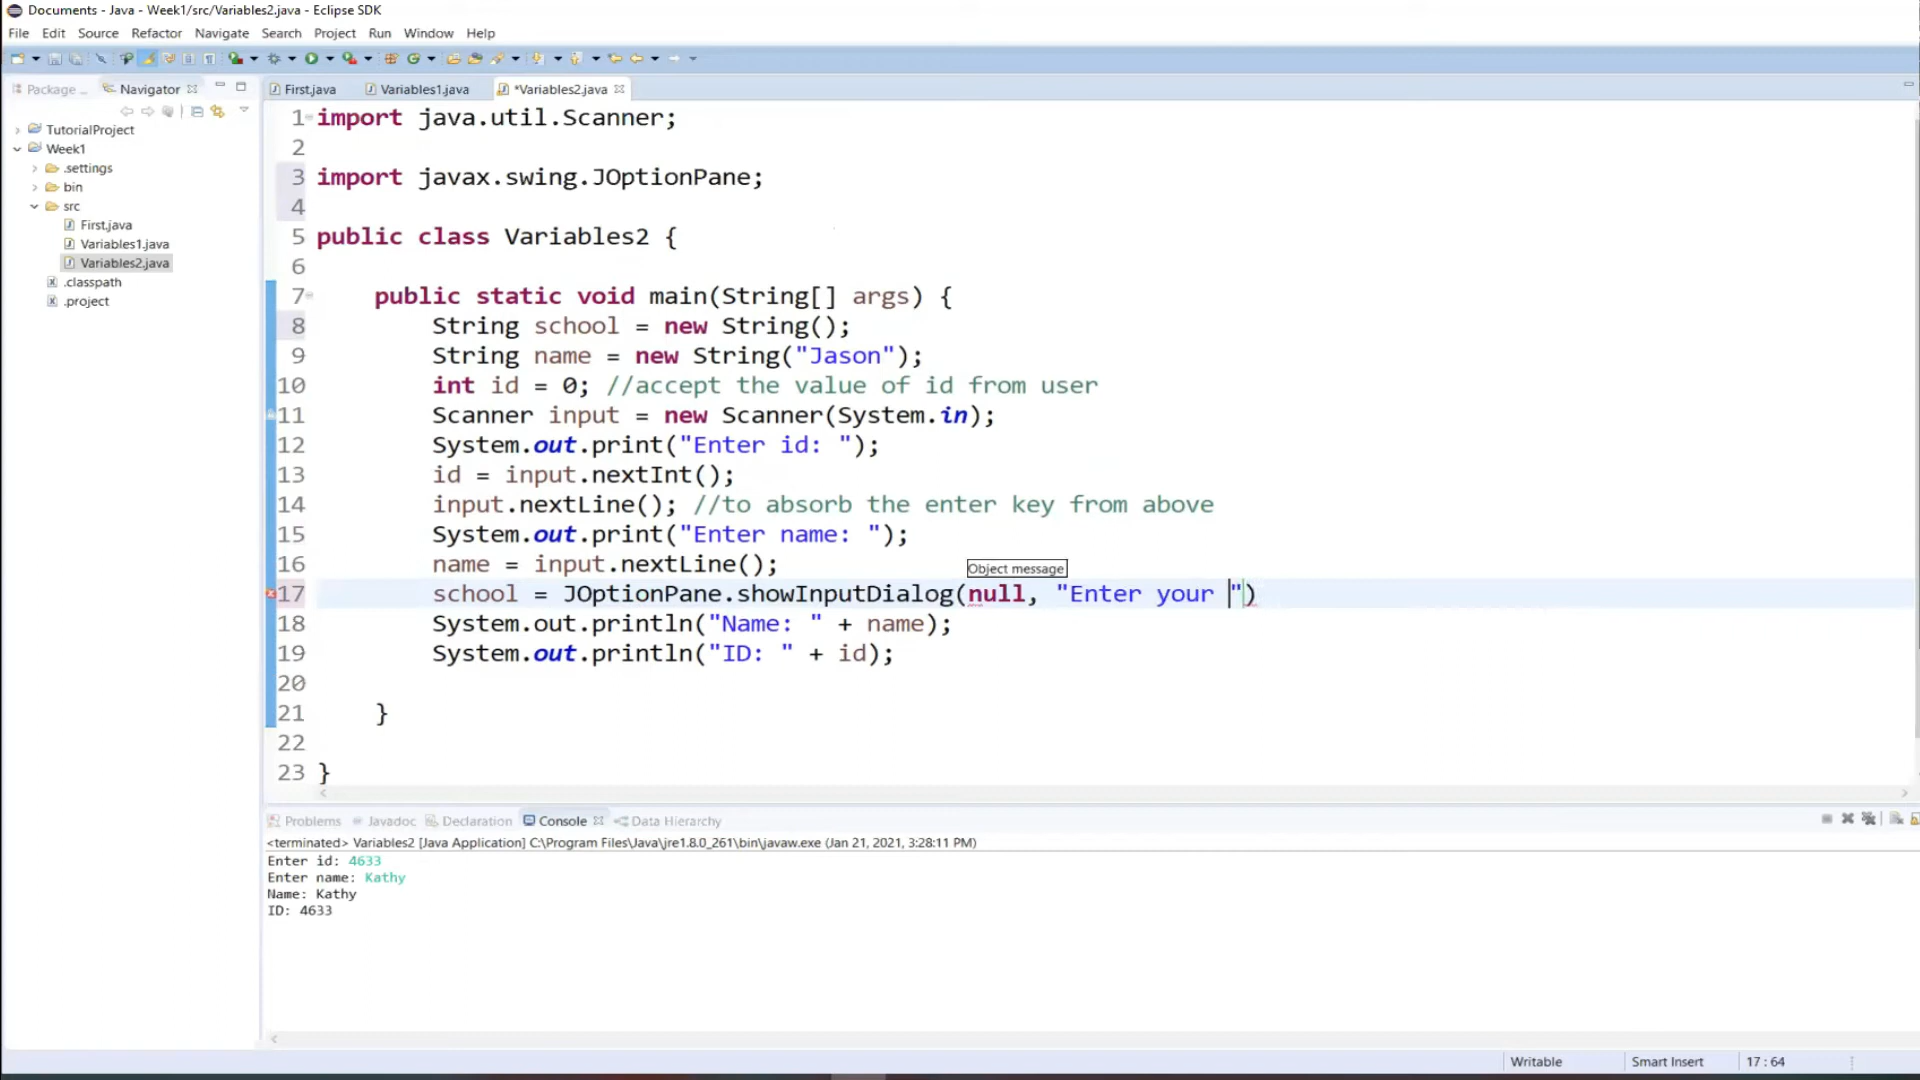 Documents - Java - Week1/src/Variables2.java - Eclipse SDK
File Edit Source Refactor Navigate Search Project Run Window Help
Package ... Navigator First.java Variables1.java *Variables2.java
TutorialProject
Week1
.settings
bin
src
First.java
Variables1.java
Variables2.java
.classpath
.project
1 import java.util.Scanner;
2
3 import javax.swing.JOptionPane;
4
5 public class Variables2 {
6
7 public static void main(String[] args) {
8 String school = new String();
9 String name = new String("Jason");
10 int id = 0; //accept the value of id from user
11 Scanner input = new Scanner(System.in);
12 System.out.print("Enter id: ");
13 id = input.nextInt();
14 input.nextLine(); //to absorb the enter key from above
15 System.out.print("Enter name: ");
16 name = input.nextLine();
Object message
17 school = JOptionPane.showInputDialog(null, "Enter your ")
18 System.out.println("Name: " + name);
19 System.out.println("ID: " + id);
20
21 }
22
23 }
Problems Javadoc Declaration Console Data Hierarchy
<terminated> Variables2 [Java Application] C:\Program Files\Java\jre1.8.0_261\bin\javaw.exe (Jan 21, 2021, 3:28:11 PM)
Enter id: 4633
Enter name: Kathy
Name: Kathy
ID: 4633
Writable Smart Insert 17 : 64